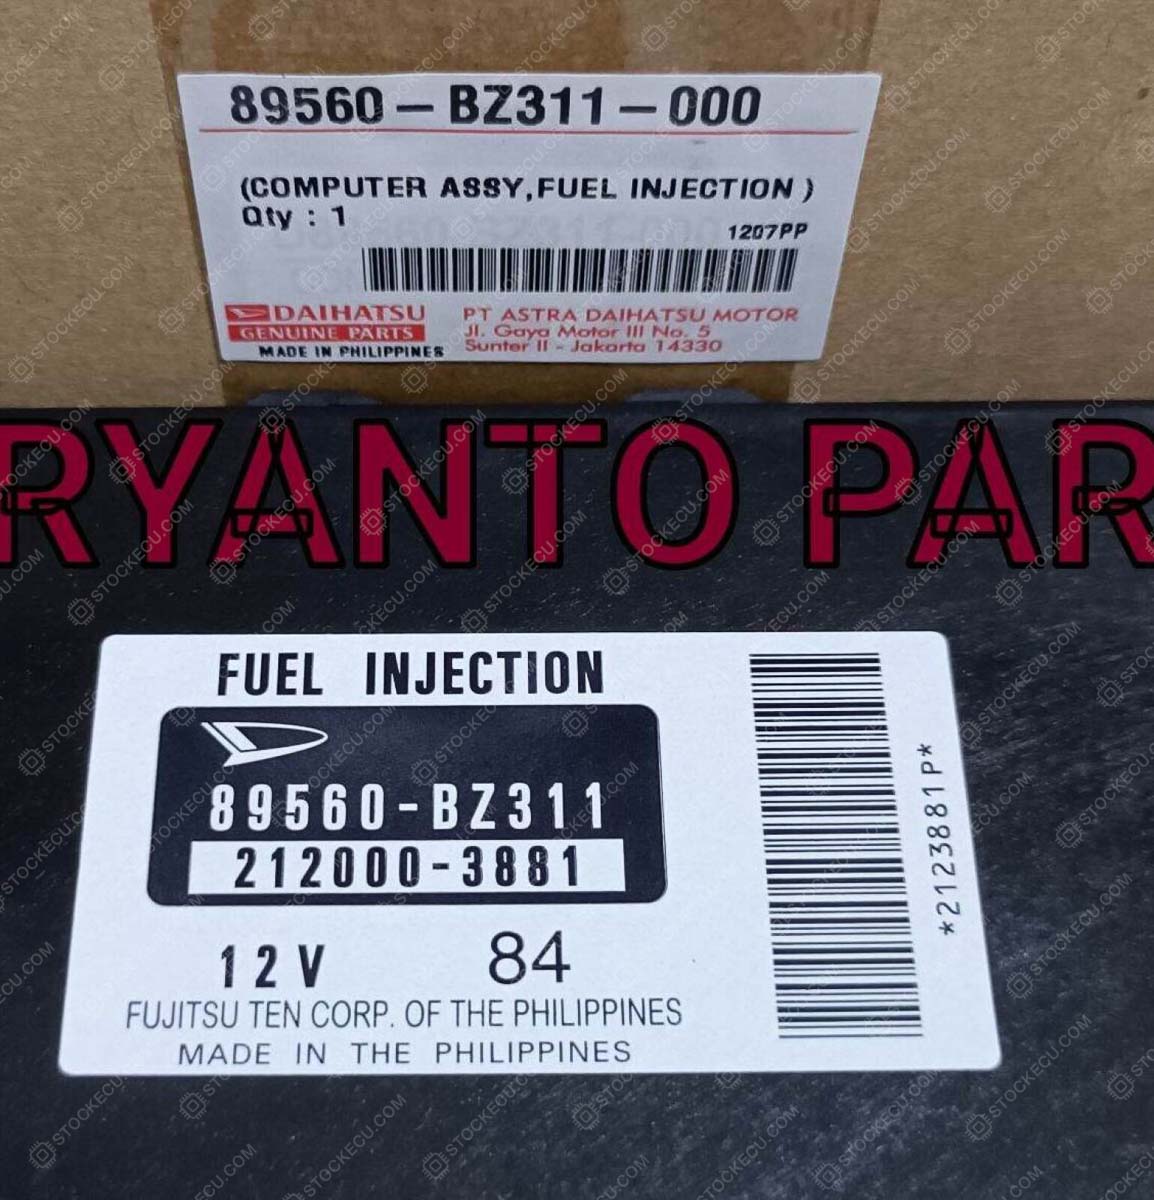 89560-BZ311-000
(COMPUTER ASSY,FUEL INJECTION )
Qty : 1
1207PP
DAIHATSU
GENUINE PARTS
MADE IN PHILIPPINES
PT ASTRA DAIHATSU MOTOR
Jl. Gaya Motor III No. 5
Sunter II - Jakarta 14330
RYANTO PAR
FUEL INJECTION
89560-BZ311
212000-3881
12V 84
FUJITSU TEN CORP. OF THE PHILIPPINES
MADE IN THE PHILIPPINES
*2123881P*
STOCKECU.COM